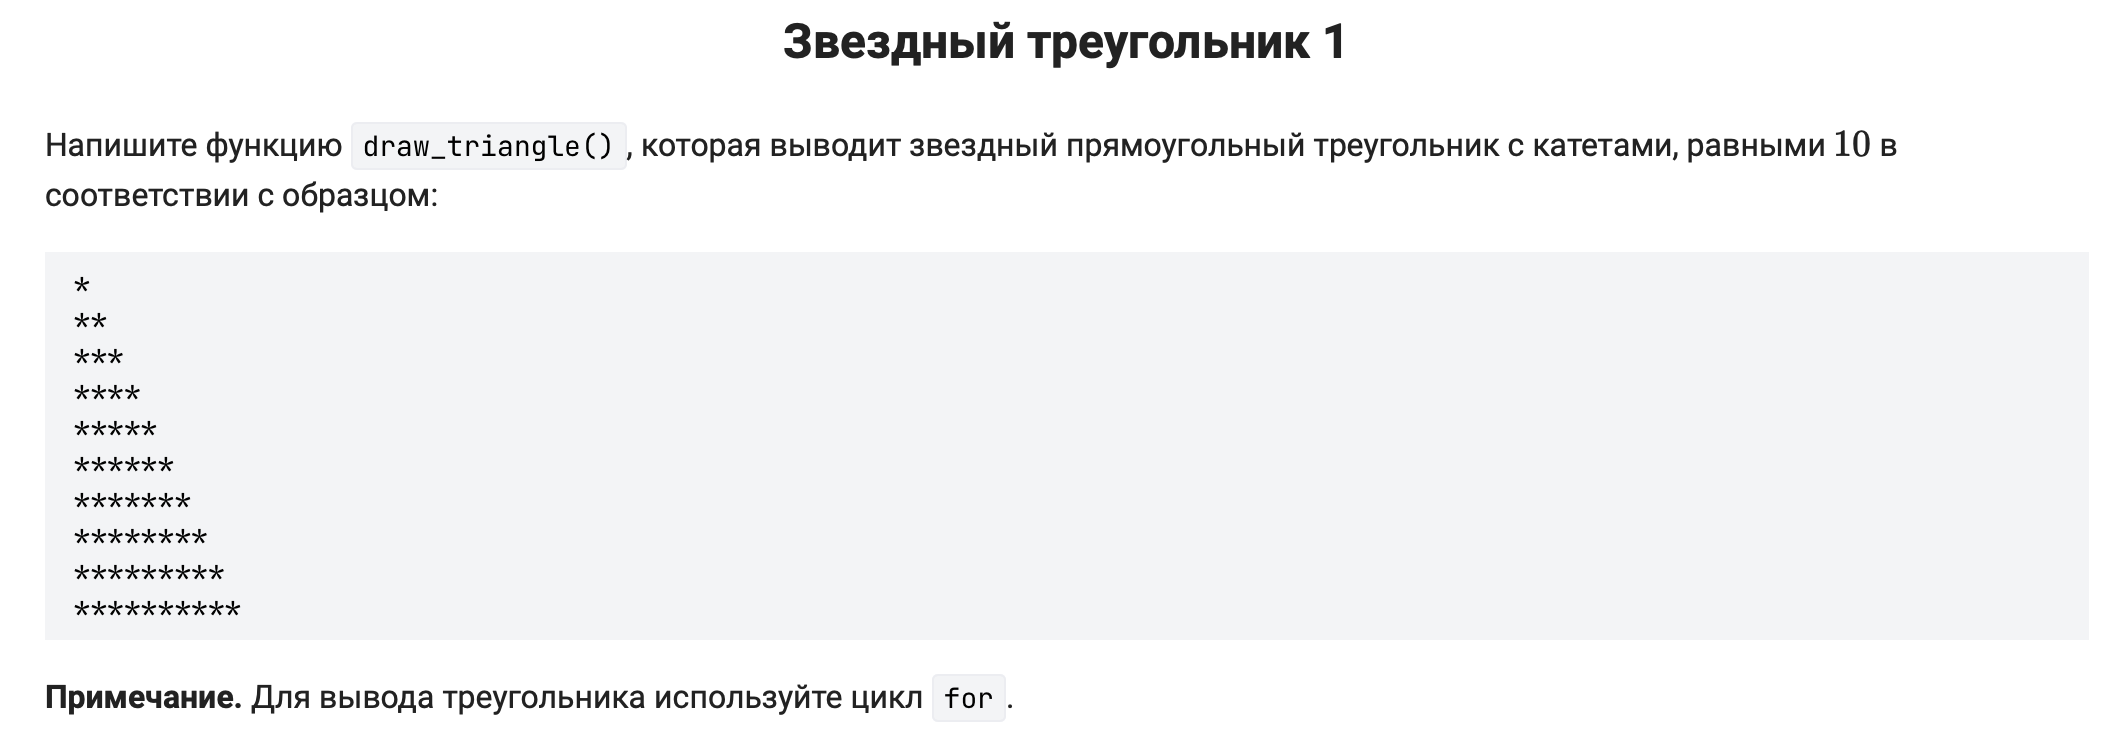 Звездный треугольник 1
Напишите функцию draw_triangle(), которая выводит звездный прямоугольный треугольник с катетами, равными 10 в
соответствии с образцом:
*
**
***
****
*****
******
*******
********
*********
**********
Примечание. Для вывода треугольника используйте цикл for.